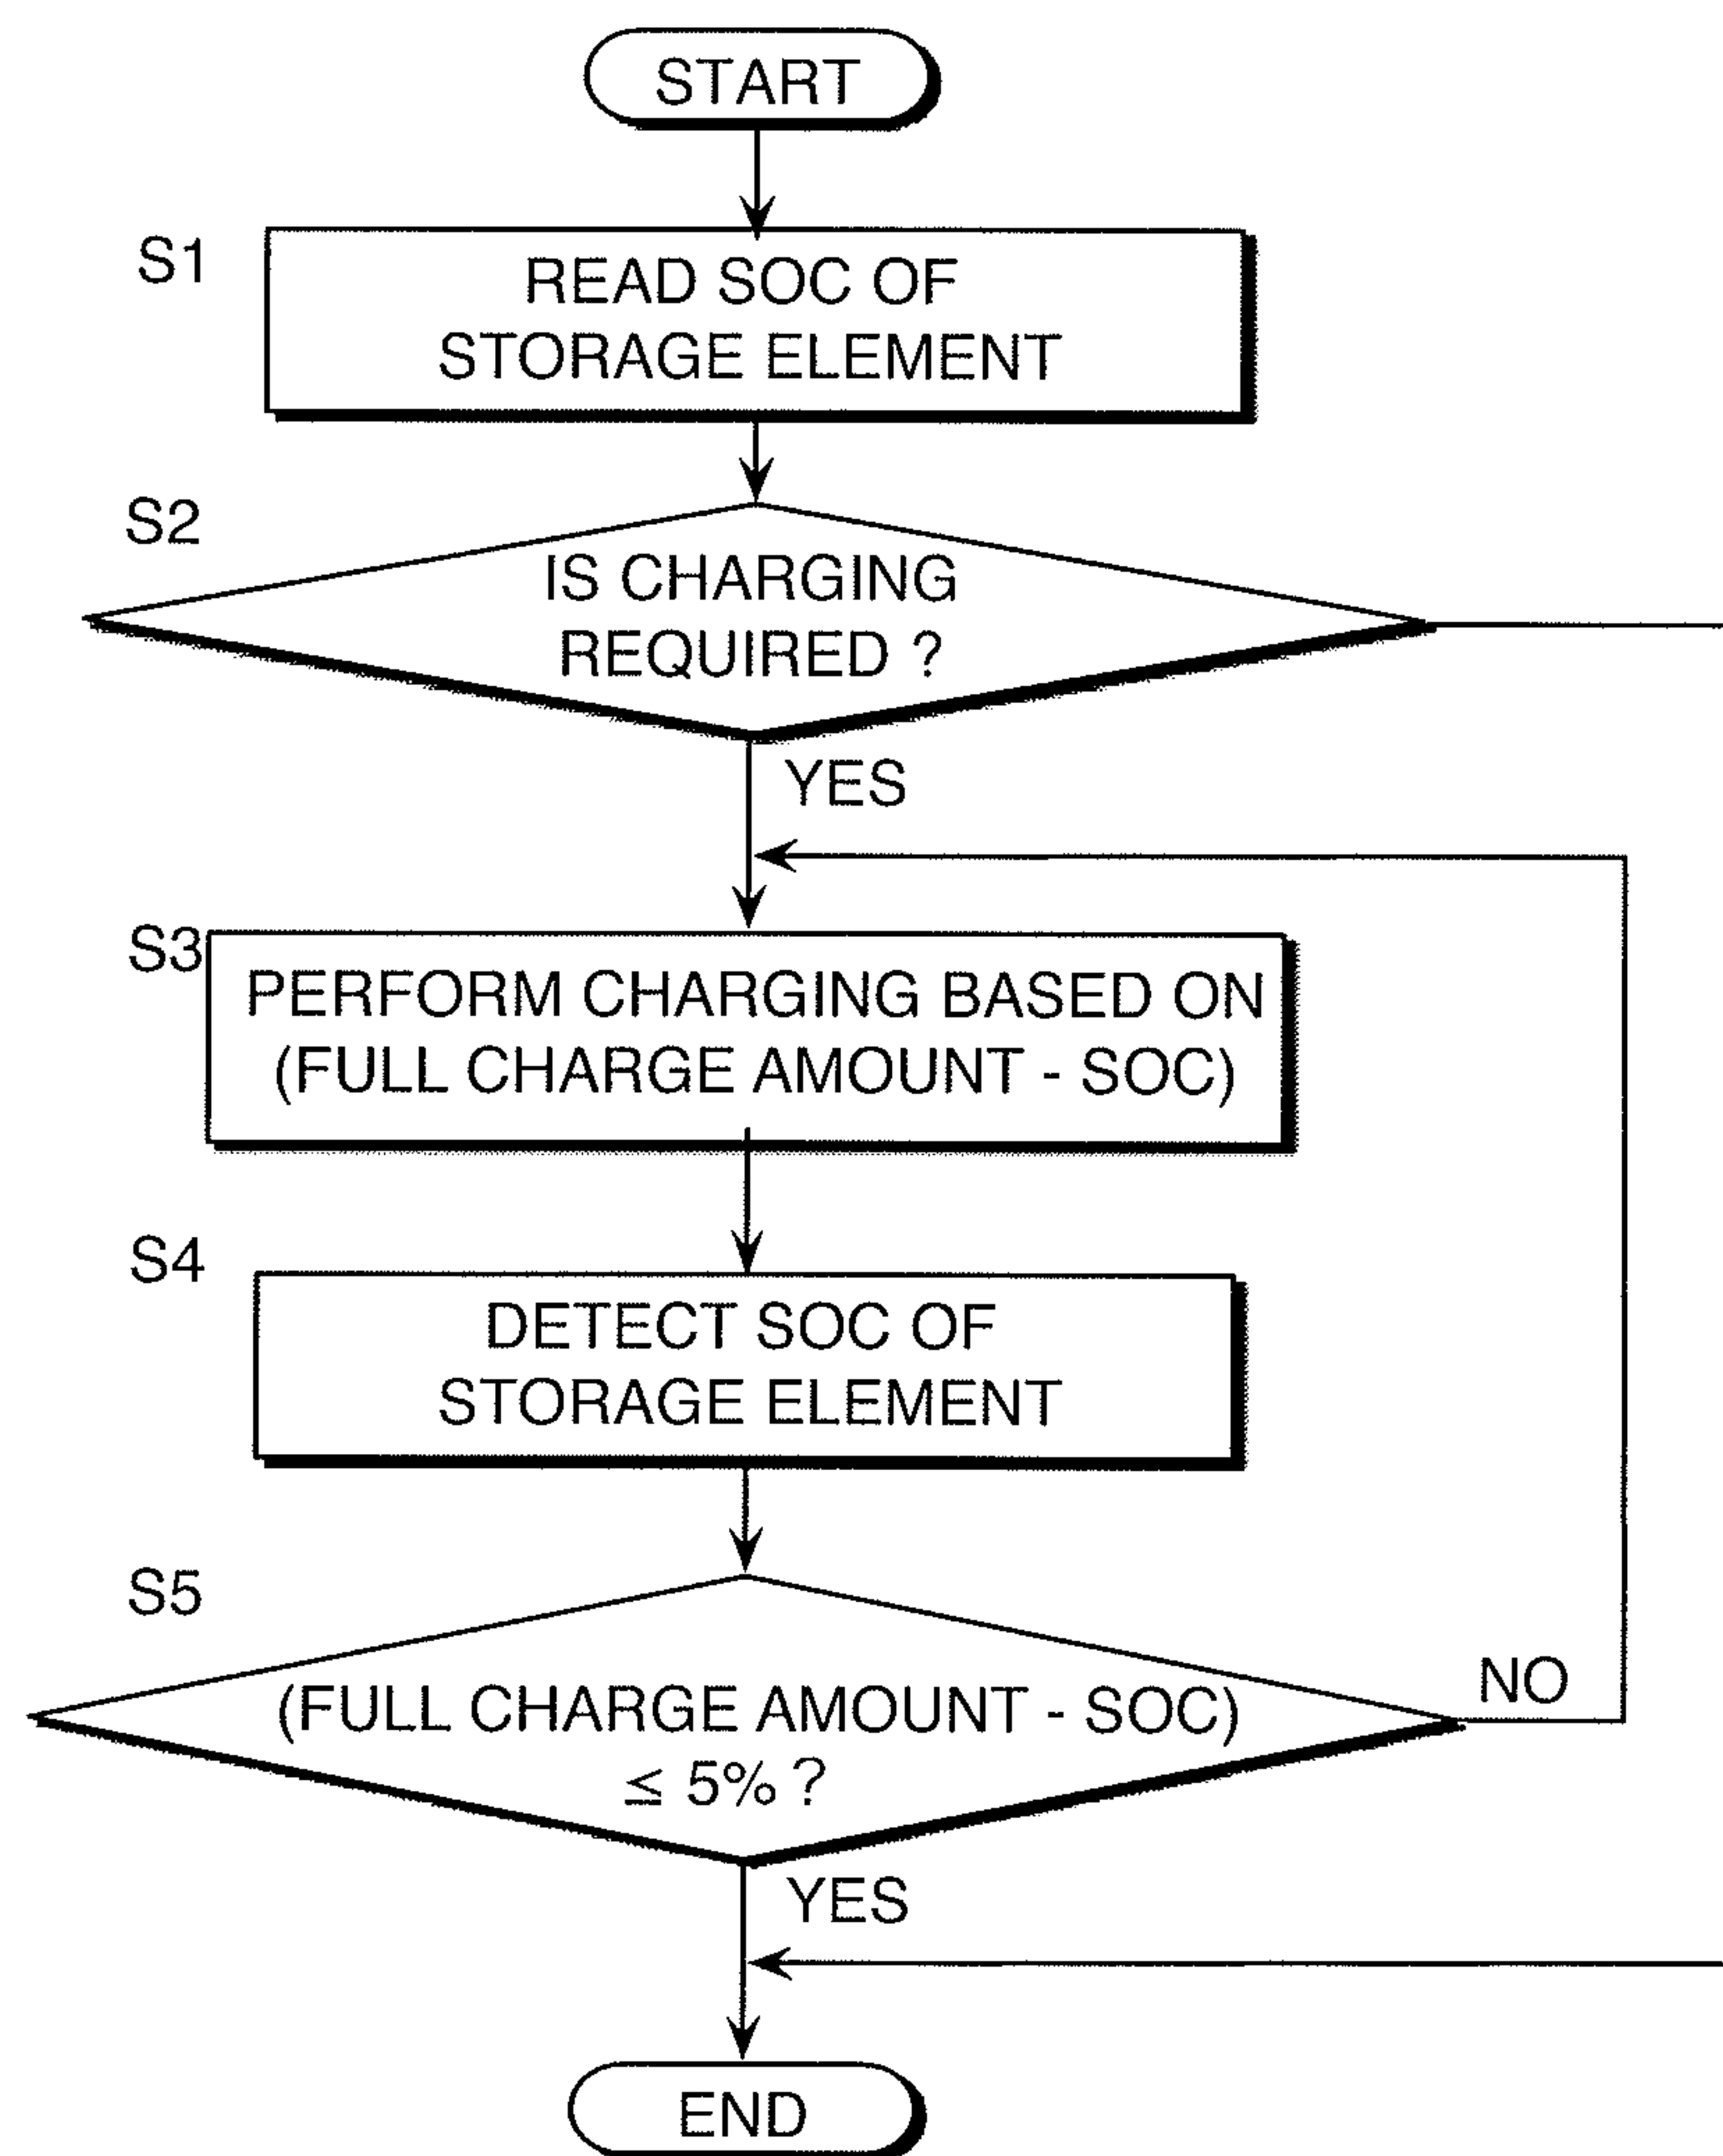 START
S1
READ SOC OF
STORAGE ELEMENT
S2
IS CHARGING
REQUIRED ?
YES
S3
PERFORM CHARGING BASED ON
(FULL CHARGE AMOUNT - SOC)
S4
DETECT SOC OF
STORAGE ELEMENT
S5
(FULL CHARGE AMOUNT - SOC)
≤ 5% ?
NO
YES
END